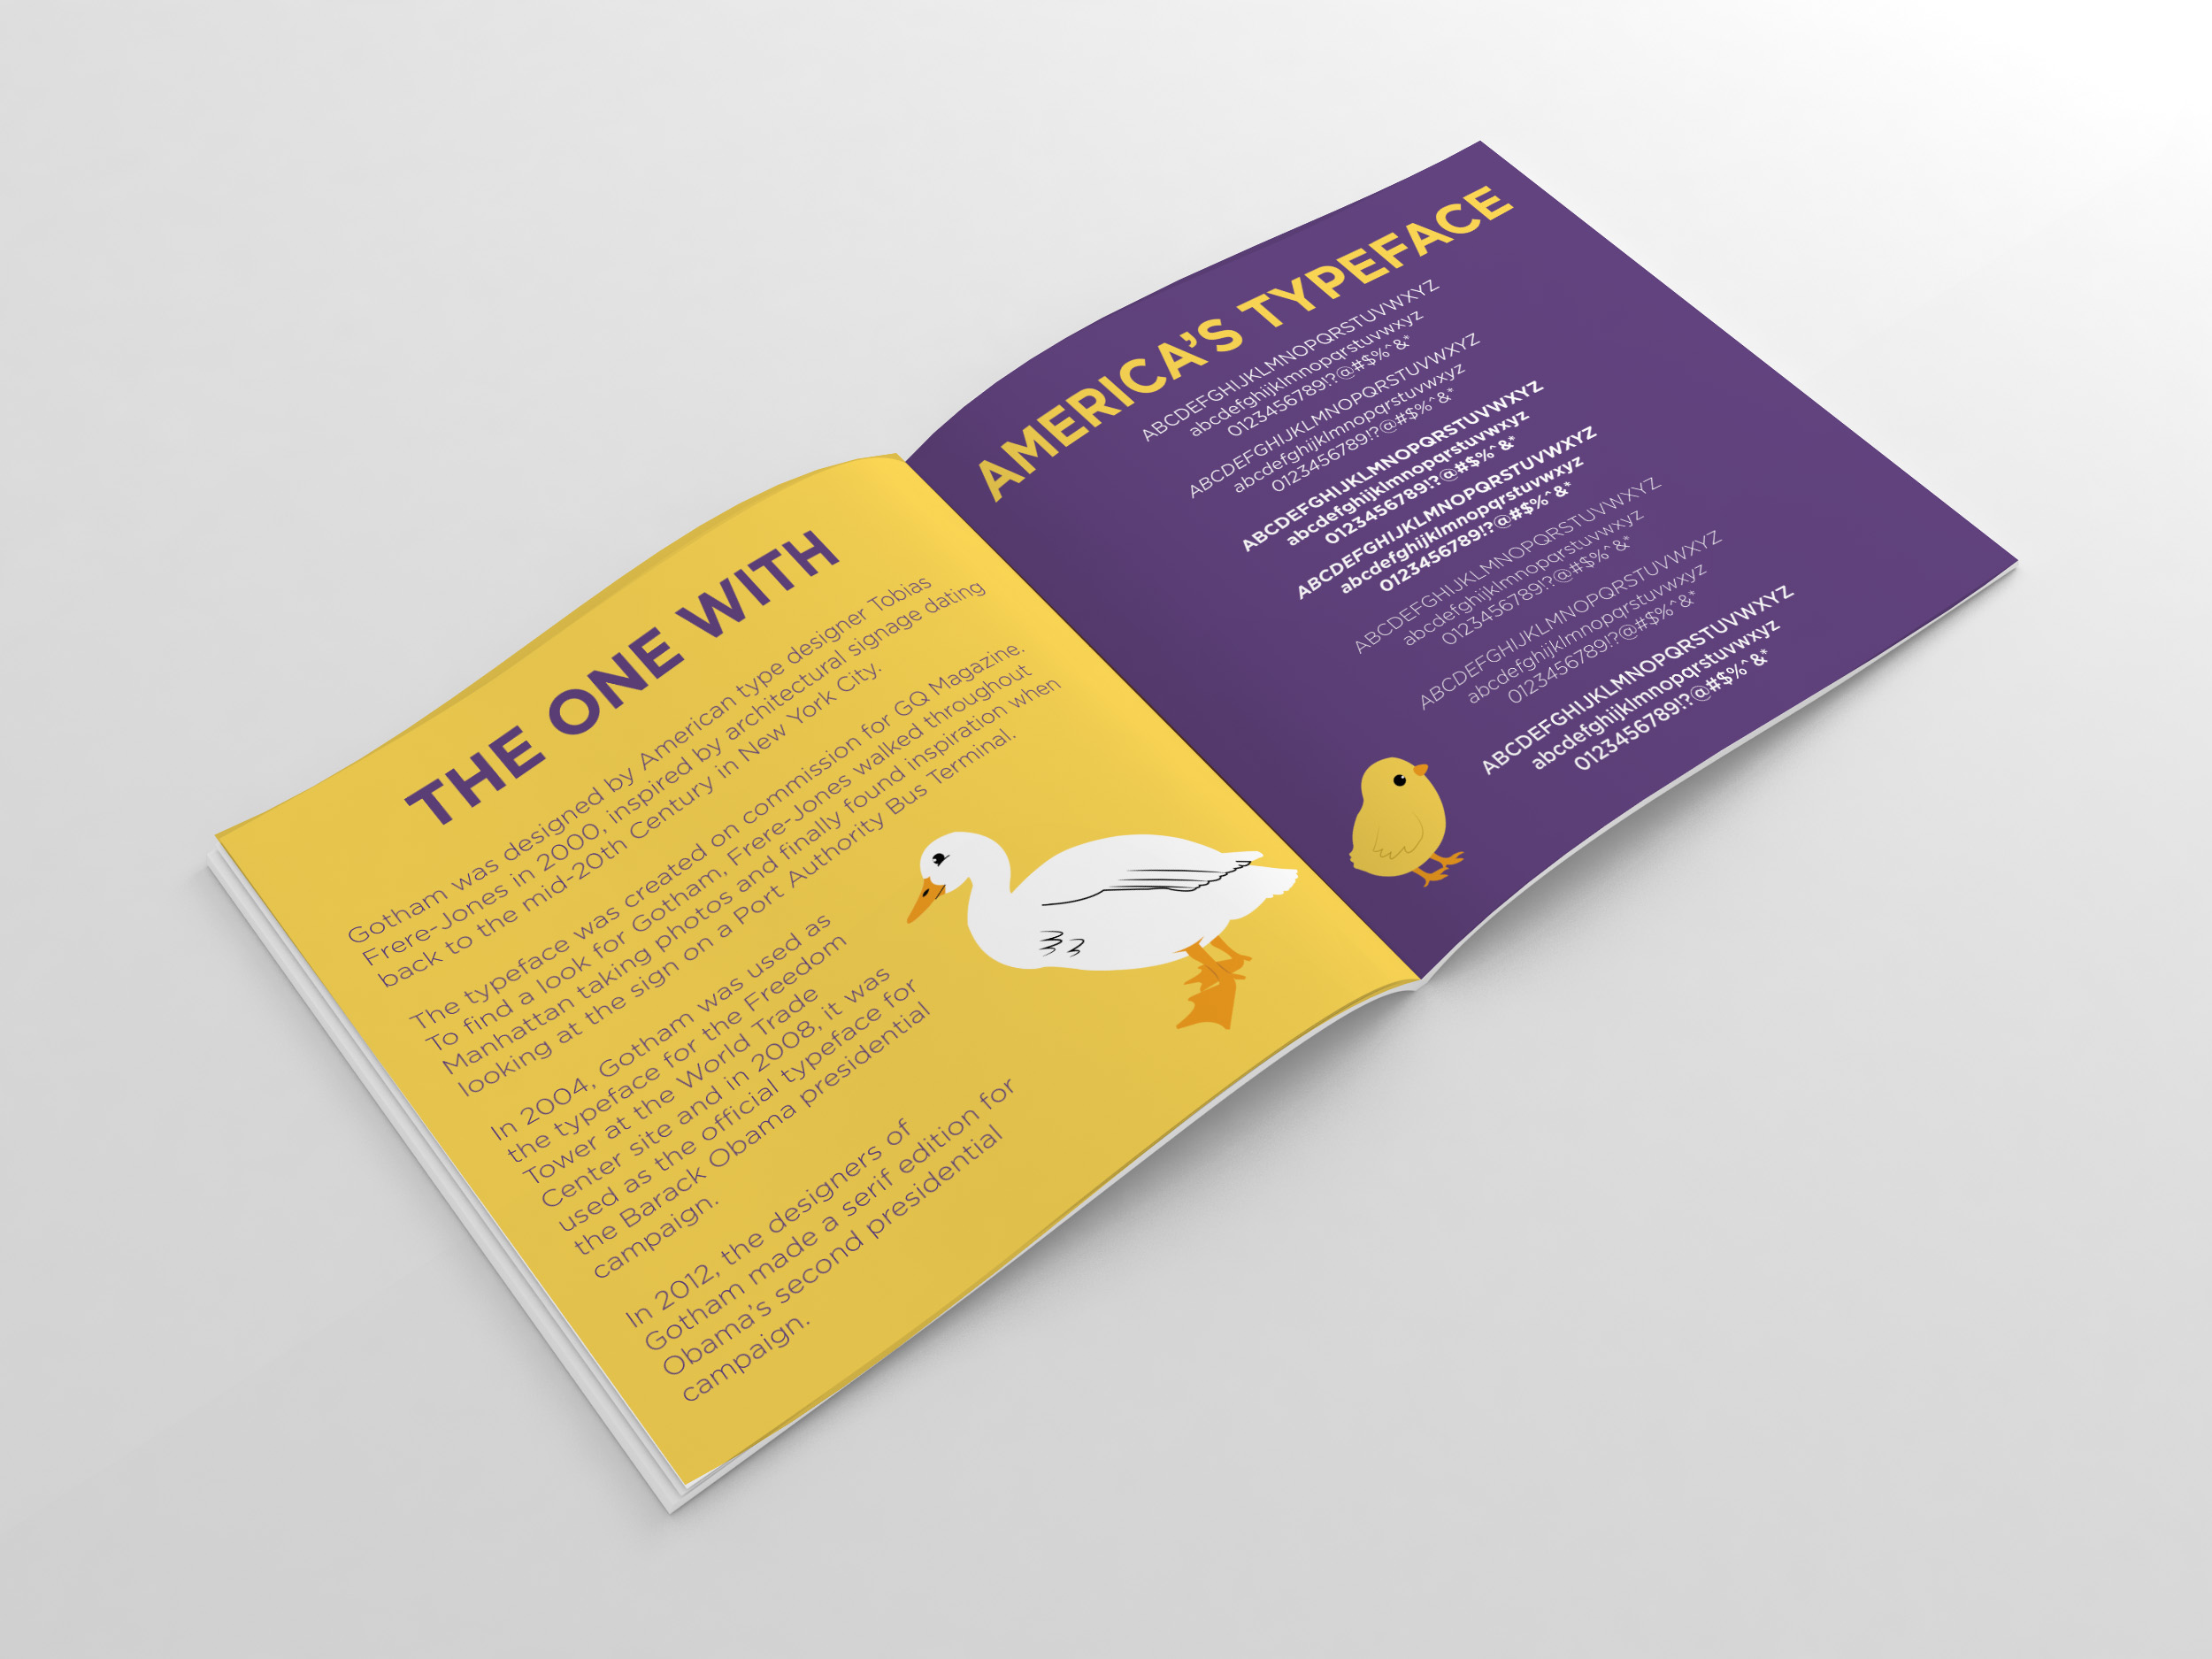 THE ONE WITH
Gotham was designed by American type designer Tobias
Frere-Jones in 2000, inspired by architectural signage dating
back to the mid-20th Century in New York City.
The typeface was created on commission for GQ Magazine.
To find a look for Gotham, Frere-Jones walked throughout
Manhattan taking photos and finally found inspiration when
looking at the sign on a Port Authority Bus Terminal.
In 2004, Gotham was used as
the typeface for the Freedom
Tower at the World Trade
Center site and in 2008, it was
used as the official typeface for
the Barack Obama presidential
campaign.
In 2012, the designers of
Gotham made a serif edition for
Obama's second presidential
campaign.
AMERICA'S TYPEFACE
ABCDEFGHIJKLMNOPQRSTUVWXYZ
abcdefghijklmnopqrstuvwxyz
0123456789!?@#$%^&*
ABCDEFGHIJKLMNOPQRSTUVWXYZ
abcdefghijklmnopqrstuvwxyz
0123456789!?@#$%^&*
ABCDEFGHIJKLMNOPQRSTUVWXYZ
abcdefghijklmnopqrstuvwxyz
0123456789!?@#$%^&*
ABCDEFGHIJKLMNOPQRSTUVWXYZ
abcdefghijklmnopqrstuvwxyz
0123456789!?@#$%^&*
ABCDEFGHIJKLMNOPQRSTUVWXYZ
abcdefghijklmnopqrstuvwxyz
0123456789!?@#$%^&*
ABCDEFGHIJKLMNOPQRSTUVWXYZ
abcdefghijklmnopqrstuvwxyz
0123456789!?@#$%^&*
ABCDEFGHIJKLMNOPQRSTUVWXYZ
abcdefghijklmnopqrstuvwxyz
0123456789!?@#$%^&*